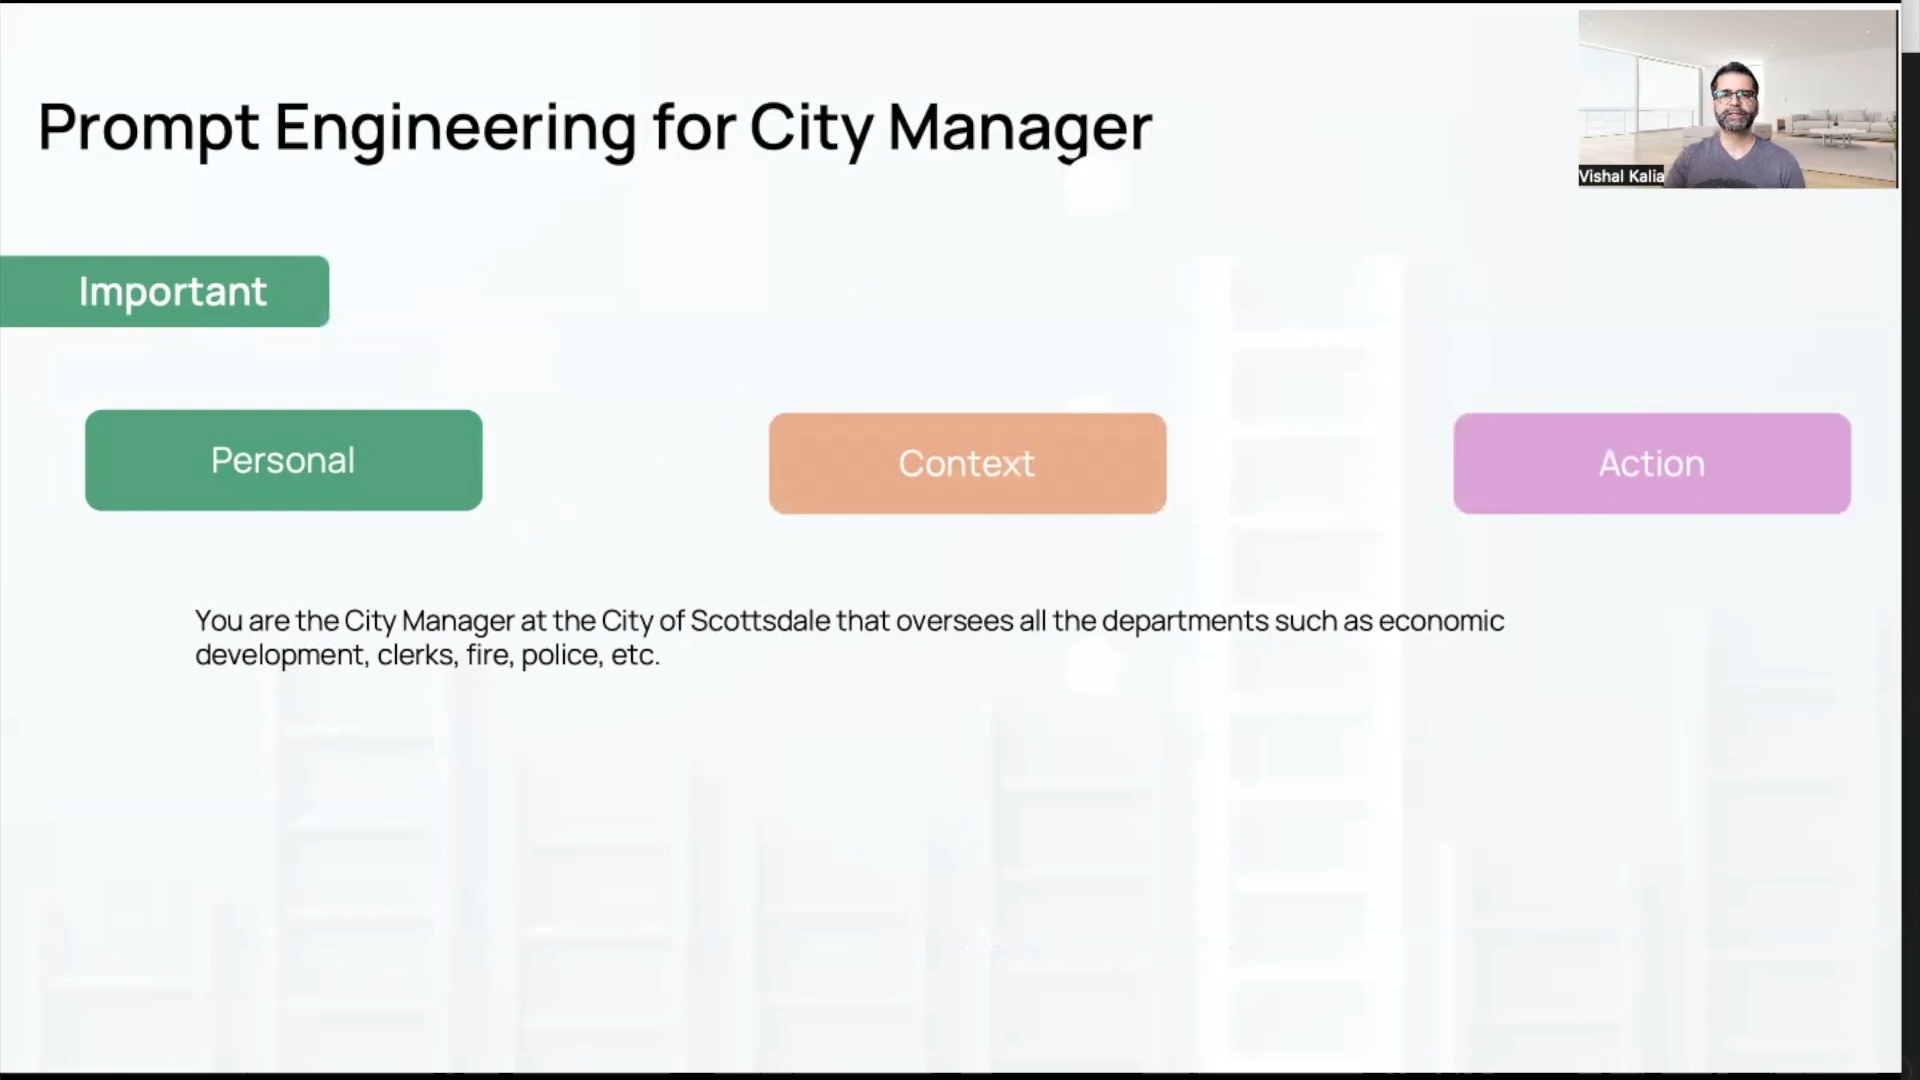 Prompt Engineering for City Manager
Vishal Kalia
Important
Personal
Context
Action
You are the City Manager at the City of Scottsdale that oversees all the departments such as economic
development, clerks, fire, police, etc.